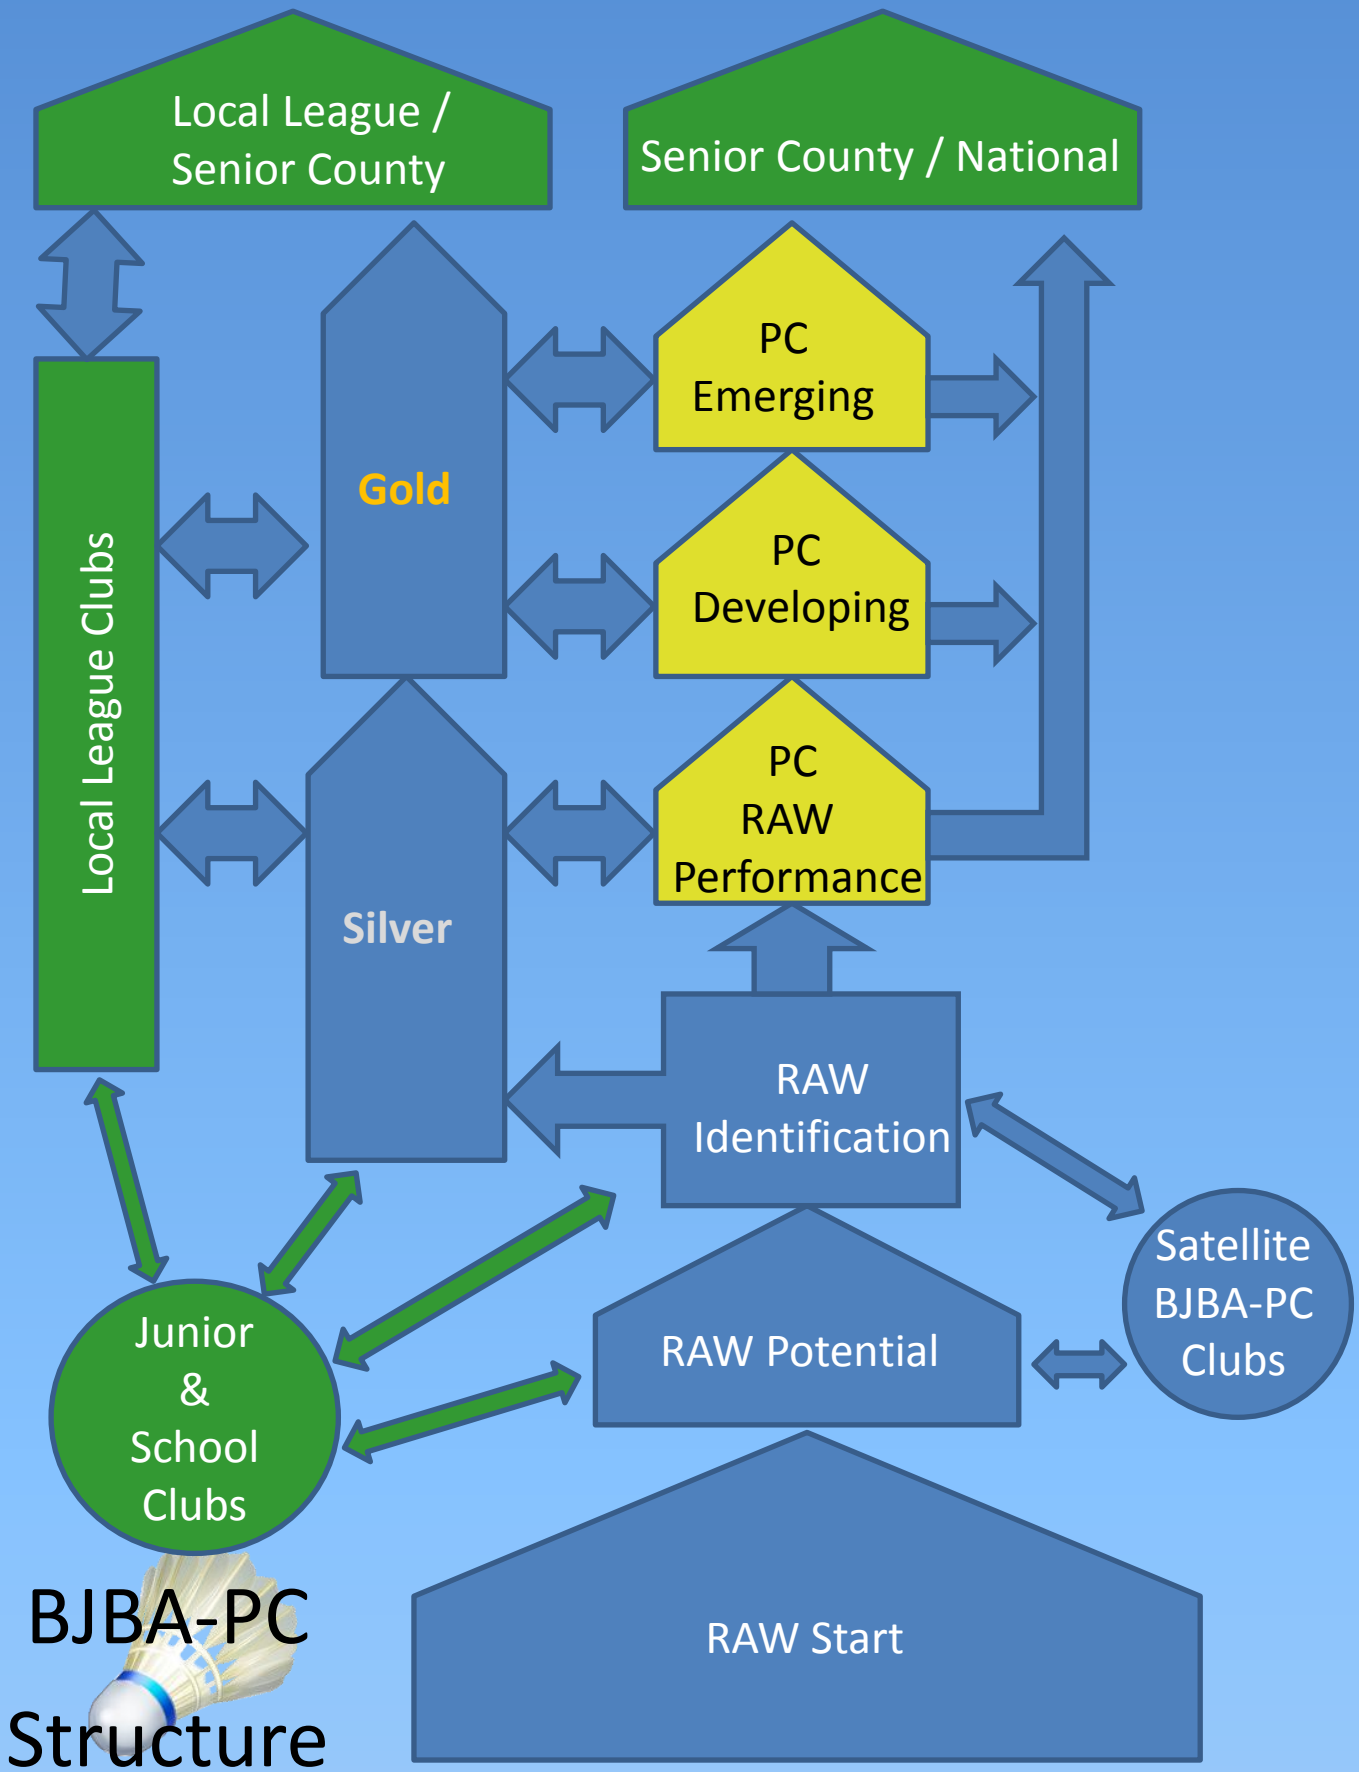 Local League /
Senior County
Senior County / National
PC
Emerging
Gold
PC
Developing
Local League Clubs
PC
RAW
Performance
Silver
RAW
Identification
Satellite
BJBA-PC
Clubs
Junior
&
School
Clubs
RAW Potential
RAW Start
BJBA-PC
Structure